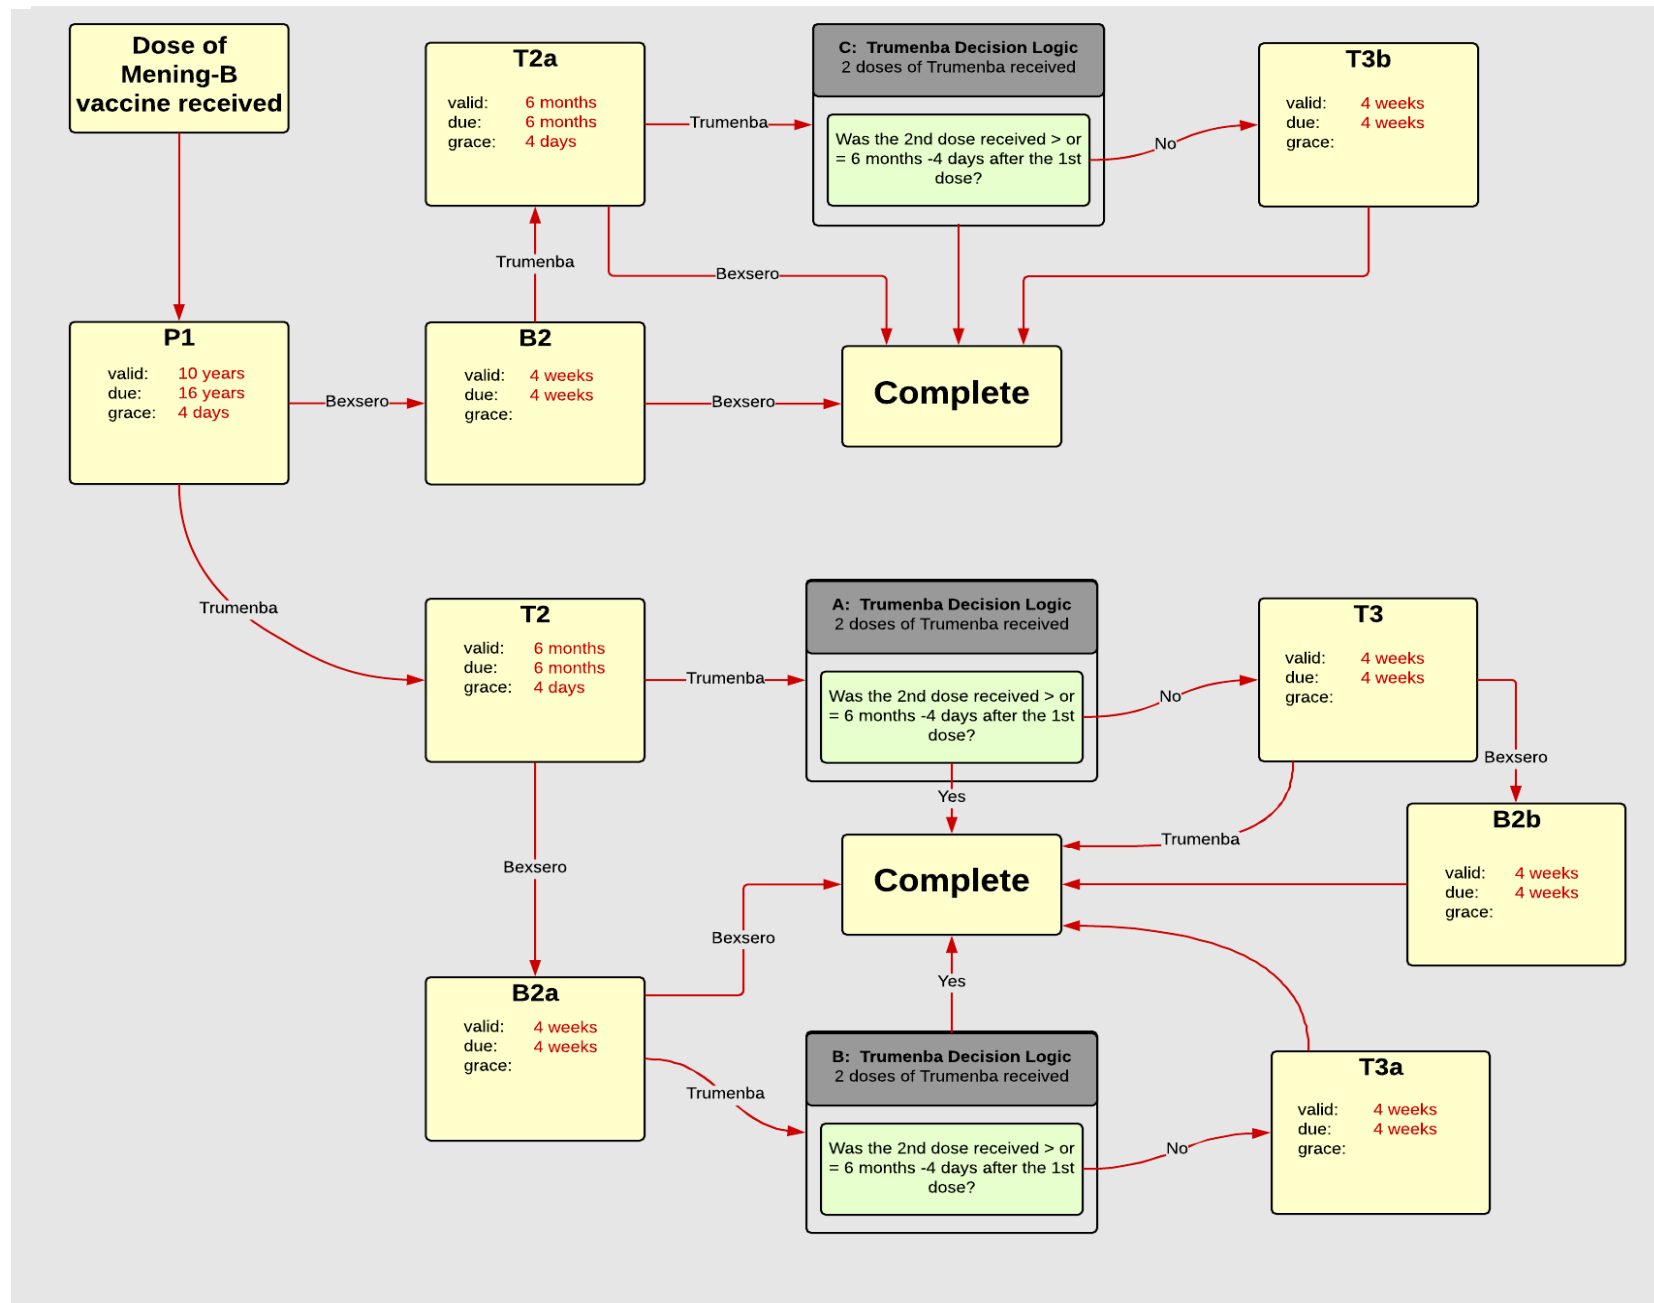 Dose of
Mening-B
vaccine received
T2a
valid: 6 months
due: 6 months
grace: 4 days
Trumenba
C: Trumenba Decision Logic
2 doses of Trumenba received
Was the 2nd dose received > or
= 6 months -4 days after the 1st
dose?
No
T3b
valid: 4 weeks
due: 4 weeks
grace:
Trumenba
Bexsero
P1
valid: 10 years
due: 16 years
grace: 4 days
Bexsero
B2
valid: 4 weeks
due: 4 weeks
grace:
Bexsero
Complete
Trumenba
T2
valid: 6 months
due: 6 months
grace: 4 days
Trumenba
A: Trumenba Decision Logic
2 doses of Trumenba received
Was the 2nd dose received > or
= 6 months -4 days after the 1st
dose?
No
T3
valid: 4 weeks
due: 4 weeks
grace:
Bexsero
Yes
Trumenba
B2b
valid: 4 weeks
due: 4 weeks
grace:
Complete
Bexsero
Bexsero
Yes
B2a
valid: 4 weeks
due: 4 weeks
grace:
Trumenba
B: Trumenba Decision Logic
2 doses of Trumenba received
Was the 2nd dose received > or
= 6 months -4 days after the 1st
dose?
No
T3a
valid: 4 weeks
due: 4 weeks
grace: